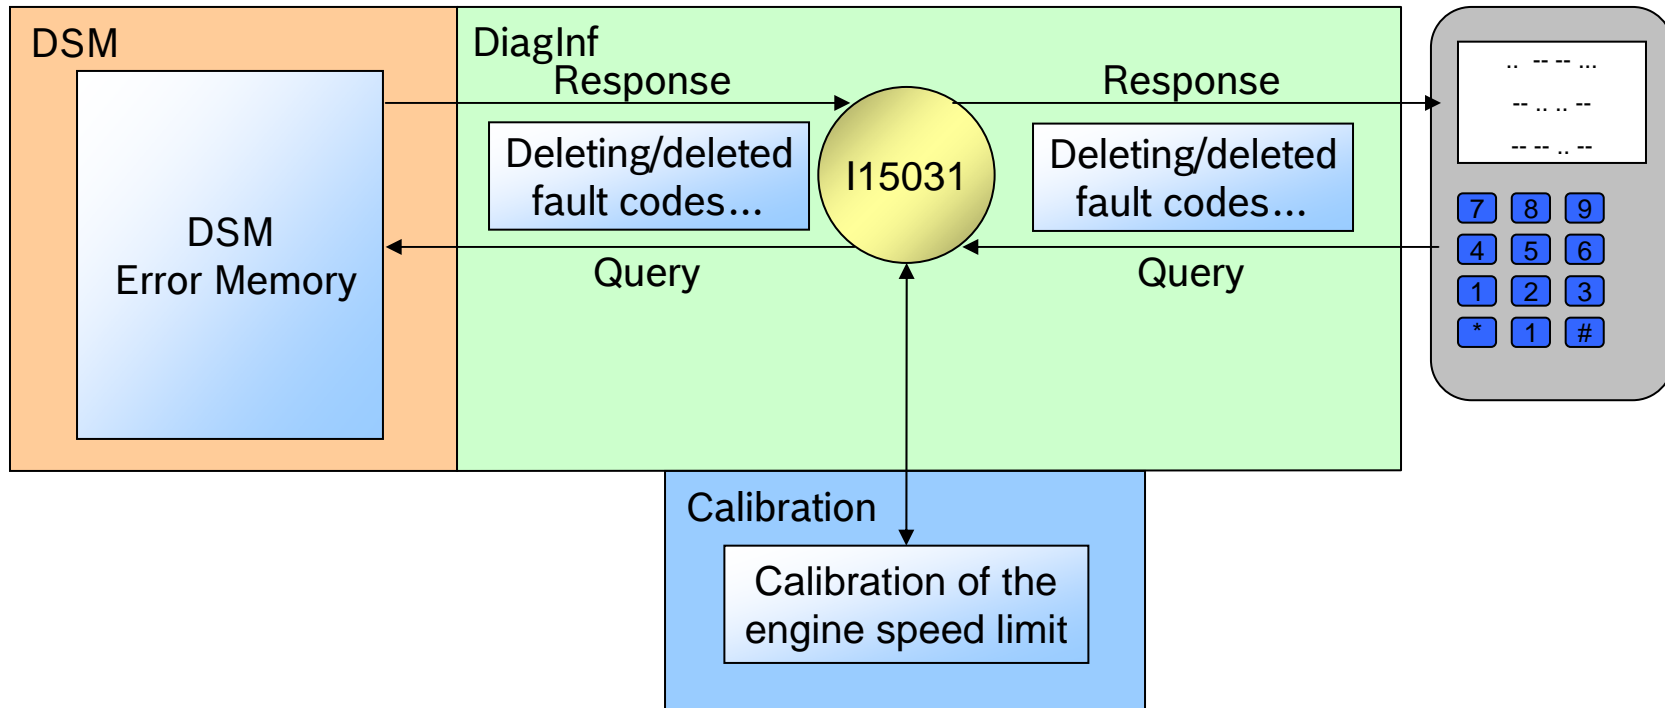 DSM
DiagInf
Response
Response
.. -- -- ...
-- .. .. --
-- -- .. --
Deleting/deleted
fault codes...
I15031
Deleting/deleted
fault codes...
DSM
Error Memory
Query
Query
7 8 9
4 5 6
1 2 3
* 1 #
Calibration
Calibration of the
engine speed limit